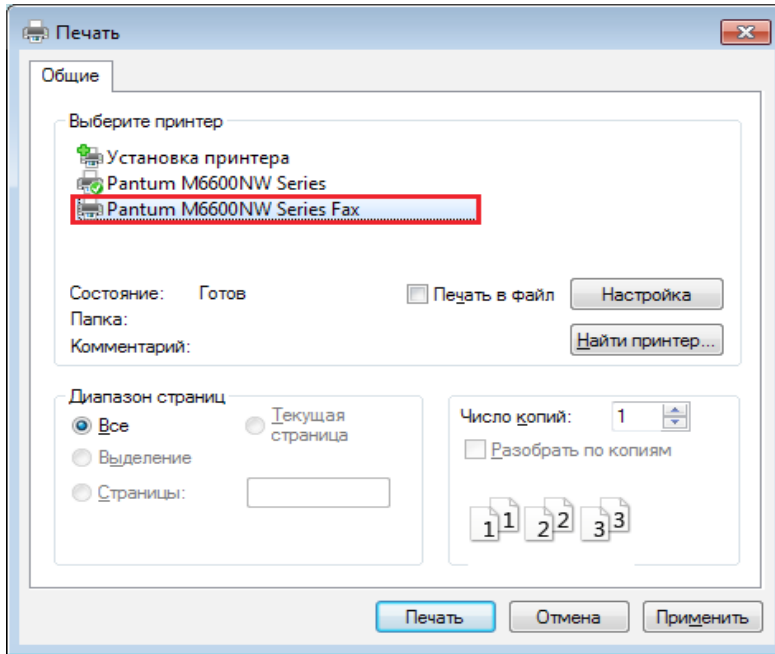 Печать
Общие
Выберите принтер
Установка принтера
Pantum M6600NW Series
Pantum M6600NW Series Fax
Состояние: Готов
Печать в файл
Настройка
Папка:
Комментарий:
Найти принтер...
Диапазон страниц
Все
Текущая
страница
Выделение
Страницы:
Число копий: 1
Разобрать по копиям
1 1 2 2 3 3
Печать
Отмена
Применить